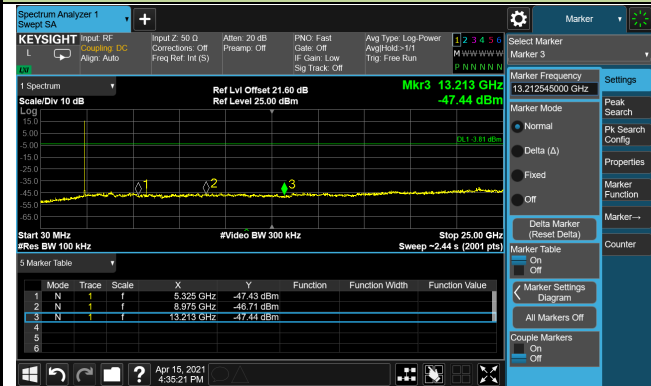 Spectrum Analyzer 1
Swept SA
Marker
KEYSIGHT
L
Input: RF
Coupling: DC
Align: Auto
Input Z: 50 Ω
Corrections: Off
Freq Ref: Int (S)
Atten: 20 dB
Preamp: Off
PNO: Fast
Gate: Off
IF Gain: Low
Sig Track: Off
Avg Type: Log-Power
Avg|Hold:>1/1
Trig: Free Run
1 2 3 4 5 6
M W W W W W
P N N N N N
Select Marker
Marker 3
1 Spectrum
Scale/Div 10 dB
Ref Lvl Offset 21.60 dB
Ref Level 25.00 dBm
Mkr3 13.213 GHz
-47.44 dBm
Log
15.0
5.00
-5.00
-15.0
-25.0
-35.0
-45.0
-55.0
-65.0
DL1 -3.81 dBm
1
2
3
Start 30 MHz
#Res BW 100 kHz
#Video BW 300 kHz
Stop 25.00 GHz
Sweep ~2.44 s (2001 pts)
5 Marker Table
Mode Trace Scale X Y Function Function Width Function Value
1 N 1 f 5.325 GHz -47.43 dBm
2 N 1 f 8.975 GHz -46.71 dBm
3 N 1 f 13.213 GHz -47.44 dBm
4
5
6
Marker Frequency
13.212545000 GHz
Marker Mode
Normal
Delta (Δ)
Fixed
Off
Delta Marker
(Reset Delta)
Marker Table
On
Off
Marker Settings
Diagram
All Markers Off
Couple Markers
On
Off
Settings
Peak
Search
Pk Search
Config
Properties
Marker
Function
Marker→
Counter
?
Apr 15, 2021
4:35:21 PM